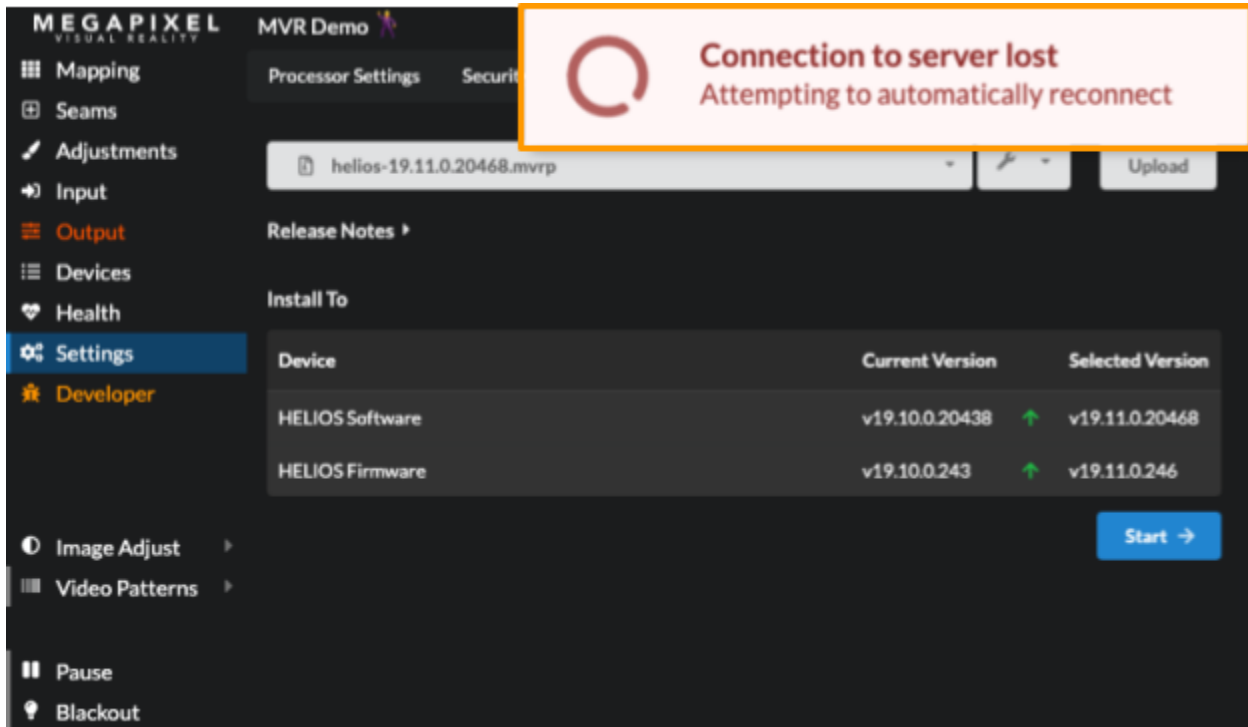 MEGAPIXEL
VISUAL REALITY
MVR Demo
Connection to server lost
Attempting to automatically reconnect
Mapping
Seams
Adjustments
Input
Output
Devices
Health
Settings
Developer
Image Adjust
Video Patterns
Pause
Blackout
Processor Settings
helios-19.11.0.20468.mvrp
Upload
Release Notes
Install To
Device Current Version Selected Version
HELIOS Software v19.10.0.20438 v19.11.0.20468
HELIOS Firmware v19.10.0.243 v19.11.0.246
Start